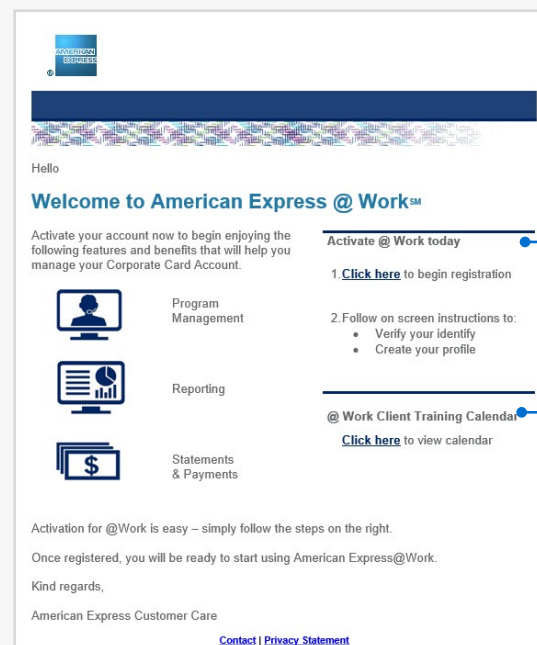 AMERICAN
EXPRESS
®
Hello
Welcome to American Express @ Work℠
Activate your account now to begin enjoying the
following features and benefits that will help you
manage your Corporate Card Account.
Program
Management
Reporting
Statements
& Payments
Activate @ Work today
1. Click here to begin registration
2. Follow on screen instructions to:
• Verify your identify
• Create your profile
@ Work Client Training Calendar
Click here to view calendar
Activation for @Work is easy – simply follow the steps on the right.
Once registered, you will be ready to start using American Express@Work.
Kind regards,
American Express Customer Care
Contact | Privacy Statement